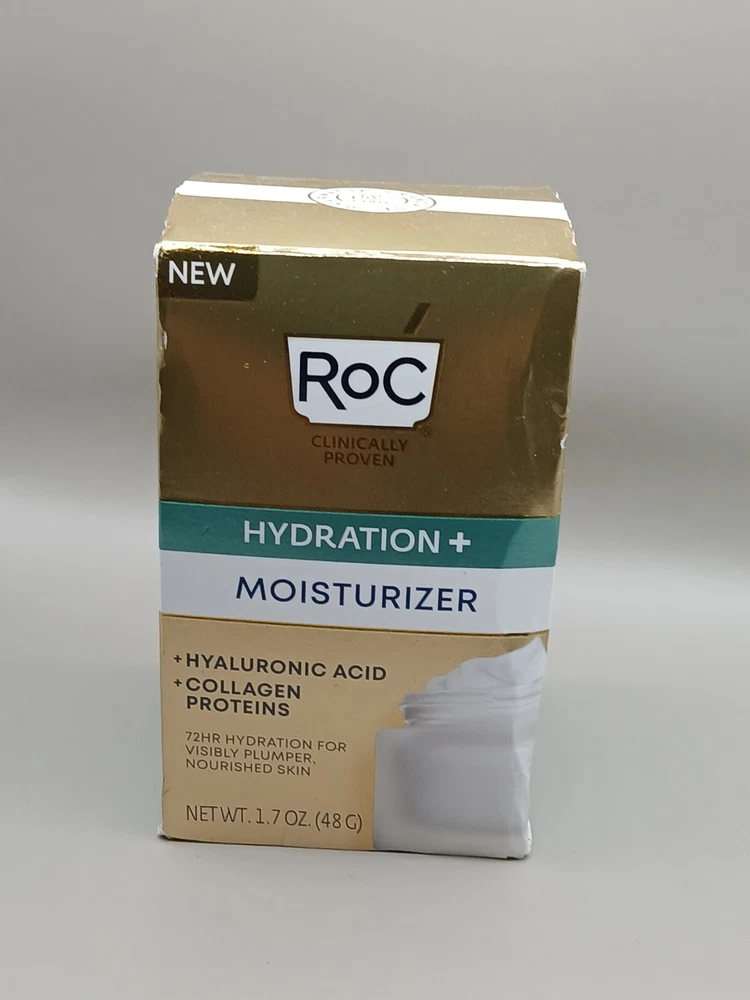 NEW
RoC
CLINICALLY
PROVEN
HYDRATION +
MOISTURIZER
+HYALURONIC ACID
+COLLAGEN
PROTEINS
72HR HYDRATION FOR
VISIBLY PLUMPER,
NOURISHED SKIN
NET WT. 1.7 OZ. (48 G)